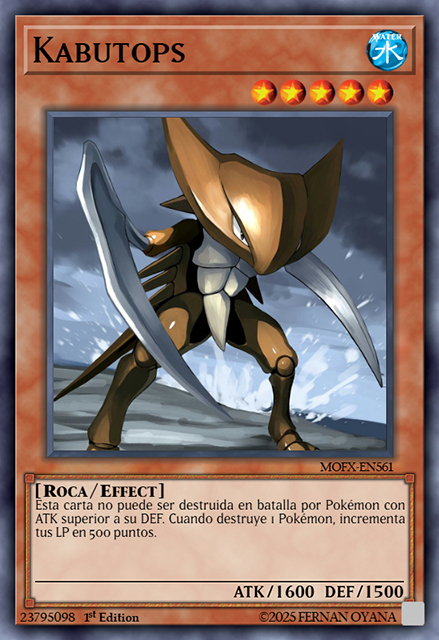 KABUTOPS
WATER
水
MOFX-EN561
[ROCA/EFFECT]
Esta carta no puede ser destruida en batalla por Pokémon con
ATK superior a su DEF. Cuando destruye 1 Pokémon, incrementa
tus LP en 500 puntos.
ATK/1600 DEF/1500
23795098 1st Edition ©2025 FERNAN OYANA